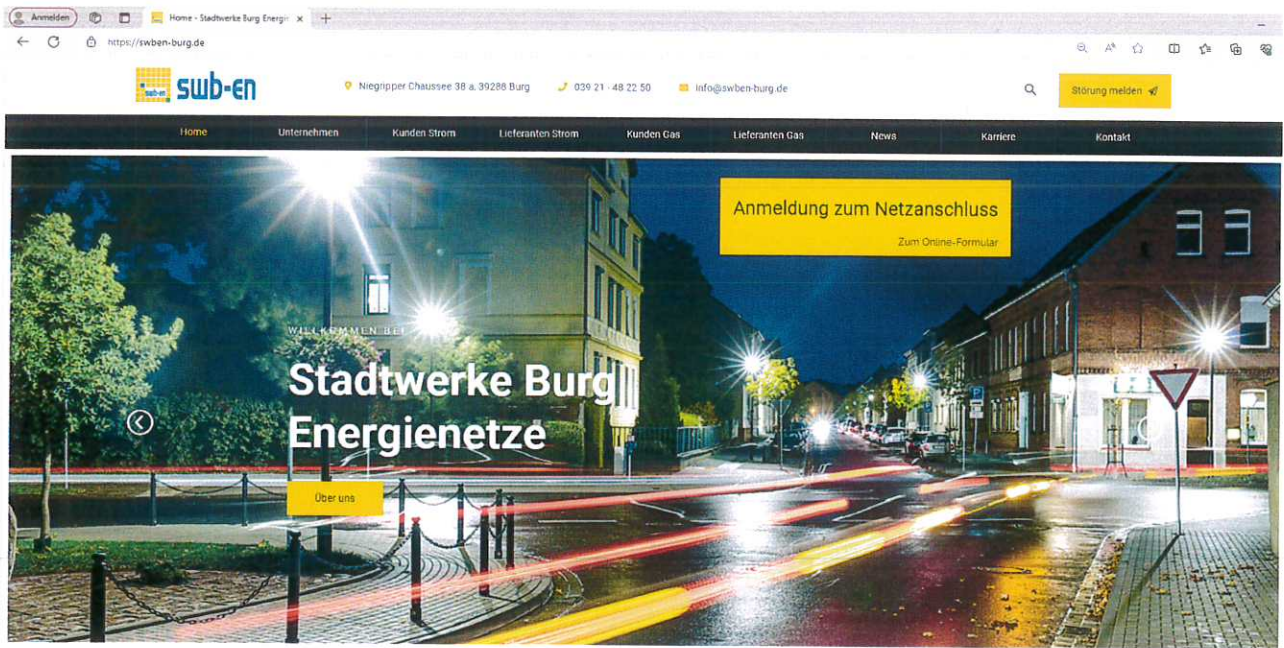 Anmelden
Home - Stadtwerke Burg Energie
https://swben-burg.de
swb-en
swb-en
Niegripper Chaussee 38 a, 39288 Burg
039 21 - 48 22 50
info@swben-burg.de
Störung melden
Home
Unternehmen
Kunden Strom
Lieferanten Strom
Kunden Gas
Lieferanten Gas
News
Karriere
Kontakt
Anmeldung zum Netzanschluss
Zum Online-Formular
WILLKOMMEN BEI
Stadtwerke Burg
Energienetze
Über uns